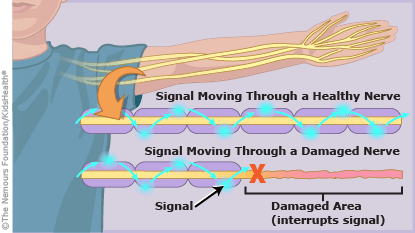 Signal Moving Through a Healthy Nerve
Signal Moving Through a Damaged Nerve
X
Signal
Damaged Area
(interrupts signal)
©The Nemours Foundation/KidsHealth®